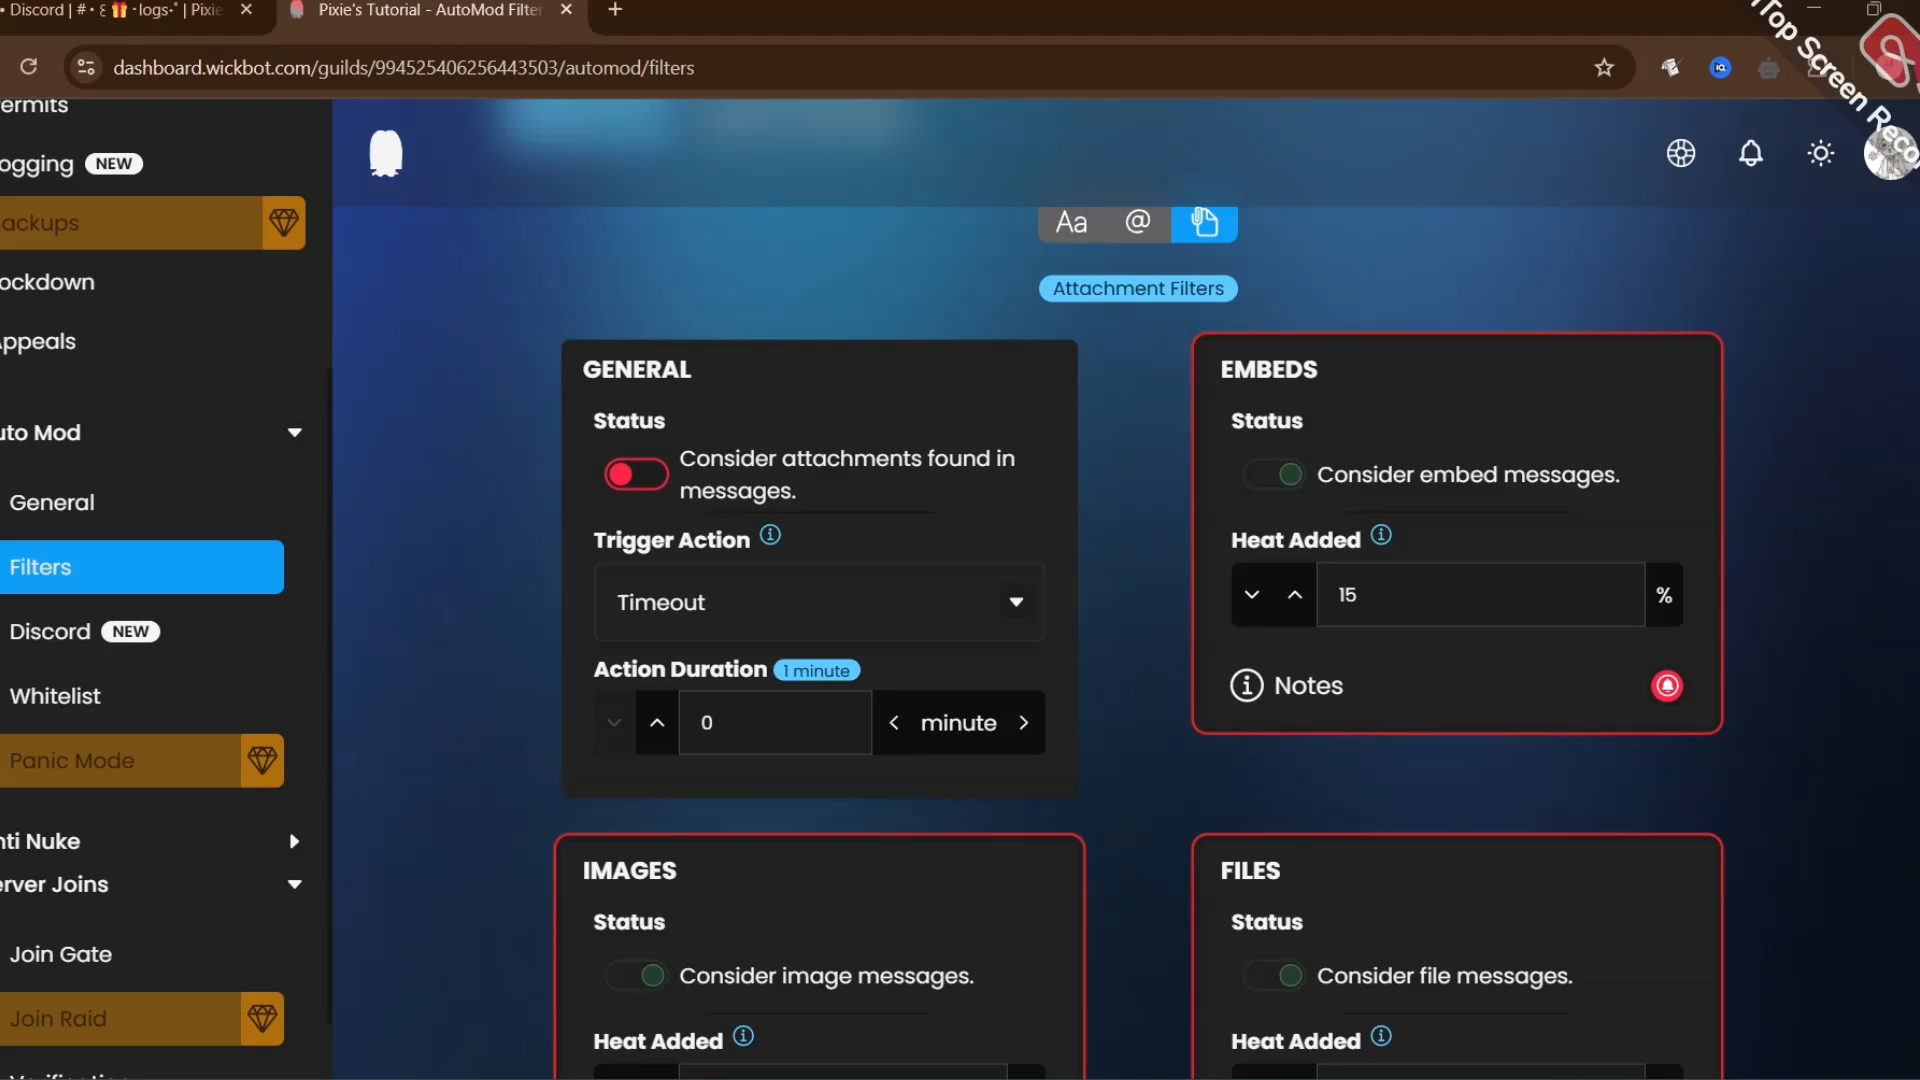 Discord | # • ꒰🎁・logs˖˚ | Pixie
Pixie's Tutorial - AutoMod Filter
dashboard.wickbot.com/guilds/994525406256443503/automod/filters
iTop Screen Reco
ermits
ogging NEW
ackups
ockdown
ppeals
uto Mod
General
Filters
Discord NEW
Whitelist
Panic Mode
nti Nuke
erver Joins
Join Gate
Join Raid
Aa @
Attachment Filters
GENERAL
Status
Consider attachments found in
messages.
Trigger Action
Timeout
Action Duration 1 minute
0 minute
EMBEDS
Status
Consider embed messages.
Heat Added
15 %
Notes
IMAGES
Status
Consider image messages.
Heat Added
FILES
Status
Consider file messages.
Heat Added